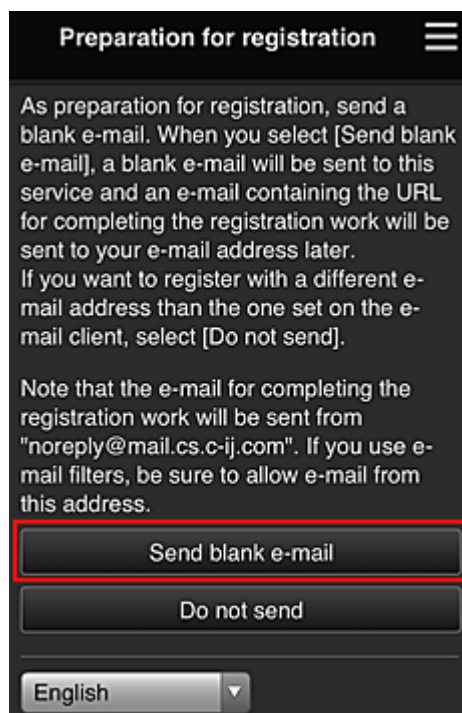 Preparation for registration
As preparation for registration, send a
blank e-mail. When you select [Send blank
e-mail], a blank e-mail will be sent to this
service and an e-mail containing the URL
for completing the registration work will be
sent to your e-mail address later.
If you want to register with a different e-
mail address than the one set on the e-
mail client, select [Do not send].
Note that the e-mail for completing the
registration work will be sent from
"noreply@mail.cs.c-ij.com". If you use e-
mail filters, be sure to allow e-mail from
this address.
Send blank e-mail
Do not send
English